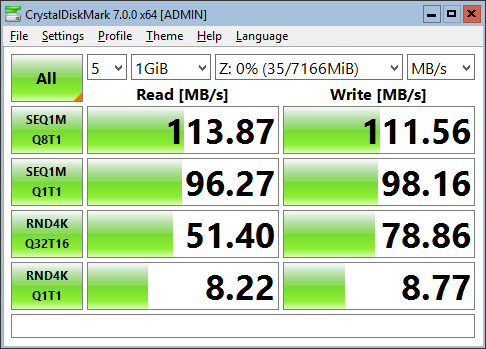 CrystalDiskMark 7.0.0 x64 [ADMIN]
File Settings Profile Theme Help Language
All 5 1GiB Z: 0% (35/7166MiB) MB/s
Read [MB/s] Write [MB/s]
SEQ1M
Q8T1 113.87 111.56
SEQ1M
Q1T1 96.27 98.16
RND4K
Q32T16 51.40 78.86
RND4K
Q1T1 8.22 8.77